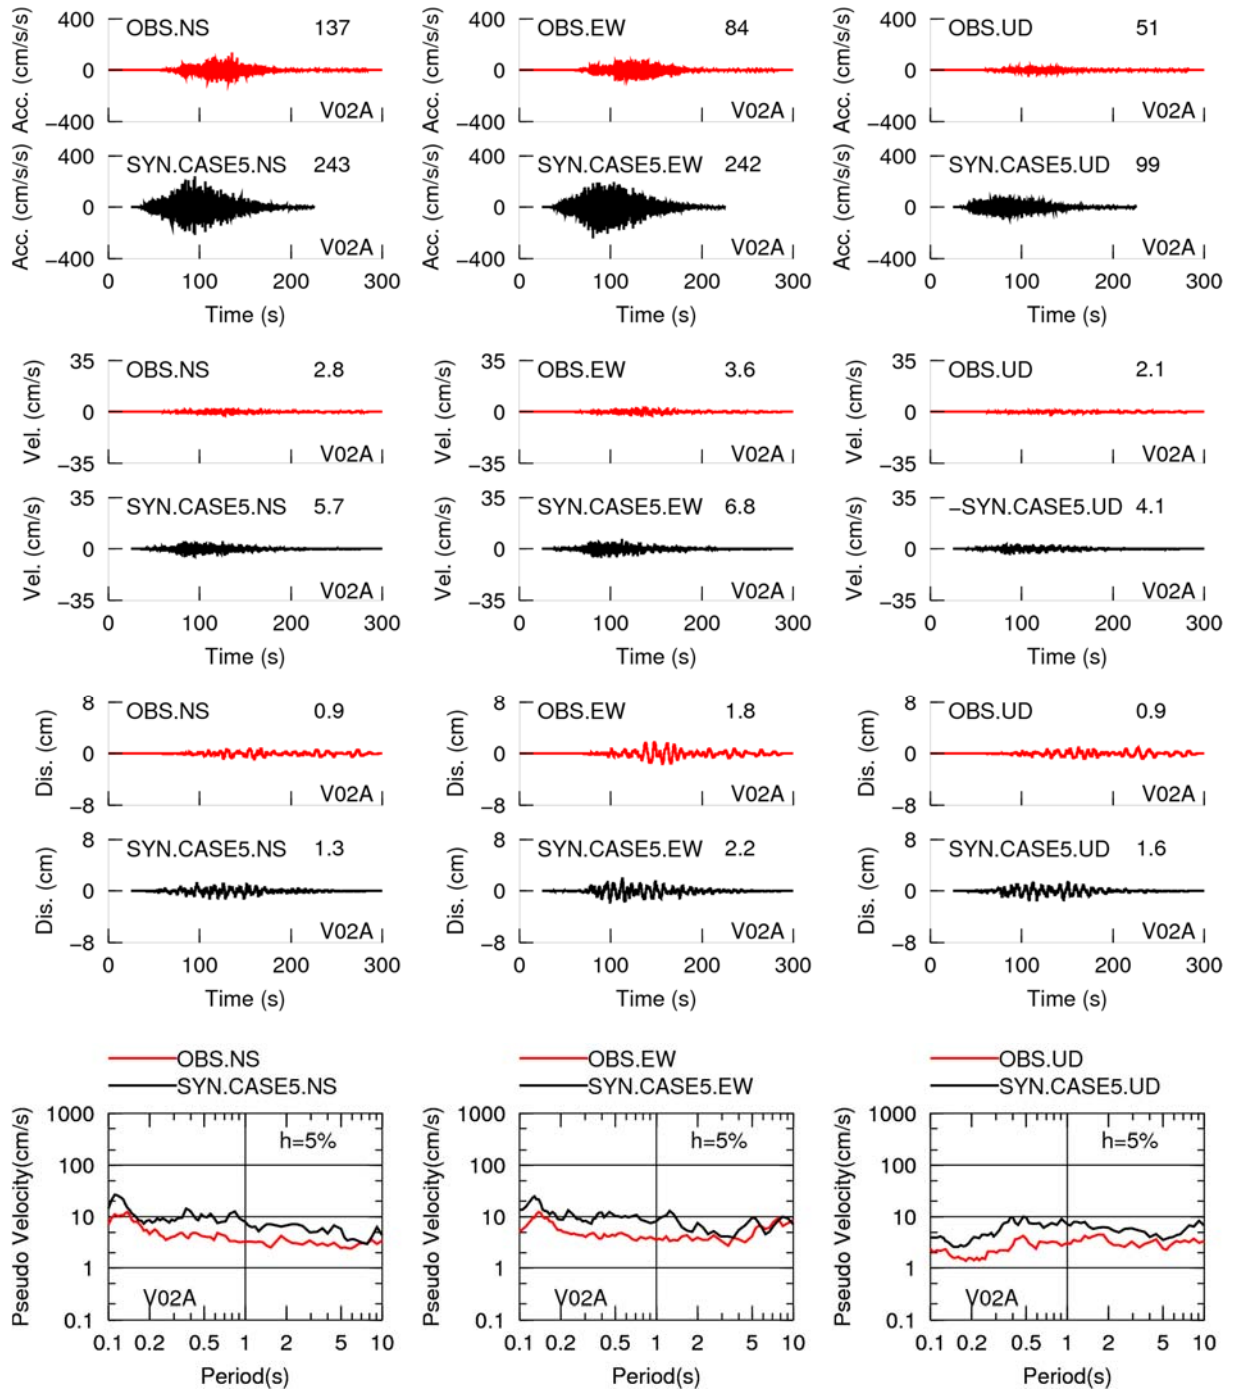 400 OBS.NS 137
Acc. (cm/s/s)
0
−400 V02A
400 SYN.CASE5.NS 243
Acc. (cm/s/s)
0
−400 V02A
0 100 200 300
Time (s)
400 OBS.EW 84
Acc. (cm/s/s)
0
−400 V02A
400 SYN.CASE5.EW 242
Acc. (cm/s/s)
0
−400 V02A
0 100 200 300
Time (s)
400 OBS.UD 51
Acc. (cm/s/s)
0
−400 V02A
400 SYN.CASE5.UD 99
Acc. (cm/s/s)
0
−400 V02A
0 100 200 300
Time (s)
35 OBS.NS 2.8
Vel. (cm/s)
0
−35 V02A
35 SYN.CASE5.NS 5.7
Vel. (cm/s)
0
−35 V02A
0 100 200 300
Time (s)
35 OBS.EW 3.6
Vel. (cm/s)
0
−35 V02A
35 SYN.CASE5.EW 6.8
Vel. (cm/s)
0
−35 V02A
0 100 200 300
Time (s)
35 OBS.UD 2.1
Vel. (cm/s)
0
−35 V02A
35 −SYN.CASE5.UD 4.1
Vel. (cm/s)
0
−35 V02A
0 100 200 300
Time (s)
8 OBS.NS 0.9
Dis. (cm)
0
−8 V02A
8 SYN.CASE5.NS 1.3
Dis. (cm)
0
−8 V02A
0 100 200 300
Time (s)
8 OBS.EW 1.8
Dis. (cm)
0
−8 V02A
8 SYN.CASE5.EW 2.2
Dis. (cm)
0
−8 V02A
0 100 200 300
Time (s)
8 OBS.UD 0.9
Dis. (cm)
0
−8 V02A
8 SYN.CASE5.UD 1.6
Dis. (cm)
0
−8 V02A
0 100 200 300
Time (s)
OBS.NS
SYN.CASE5.NS
1000
h=5%
100
Pseudo Velocity(cm/s)
10
1
V02A
0.1
0.1 0.2 0.5 1 2 5 10
Period(s)
OBS.EW
SYN.CASE5.EW
1000
h=5%
100
Pseudo Velocity(cm/s)
10
1
V02A
0.1
0.1 0.2 0.5 1 2 5 10
Period(s)
OBS.UD
SYN.CASE5.UD
1000
h=5%
100
Pseudo Velocity(cm/s)
10
1
V02A
0.1
0.1 0.2 0.5 1 2 5 10
Period(s)